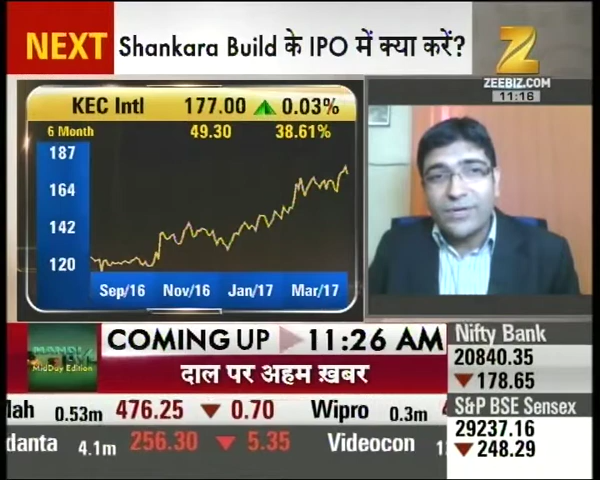 NEXT
Shankara Build के IPO में क्या करें?
ZEEBIZ.COM
11:16
KEC Intl 177.00 0.03%
6 Month 49.30 38.61%
187
164
142
120
Sep/16 Nov/16 Jan/17 Mar/17
MidDay Edition
COMING UP 11:26 AM
दाल पर अहम ख़बर
Nifty Bank
20840.35
178.65
S&P BSE Sensex
29237.16
248.29
0.53m 476.25 0.70 Wipro 0.3m
4.1m 256.30 5.35 Videocon